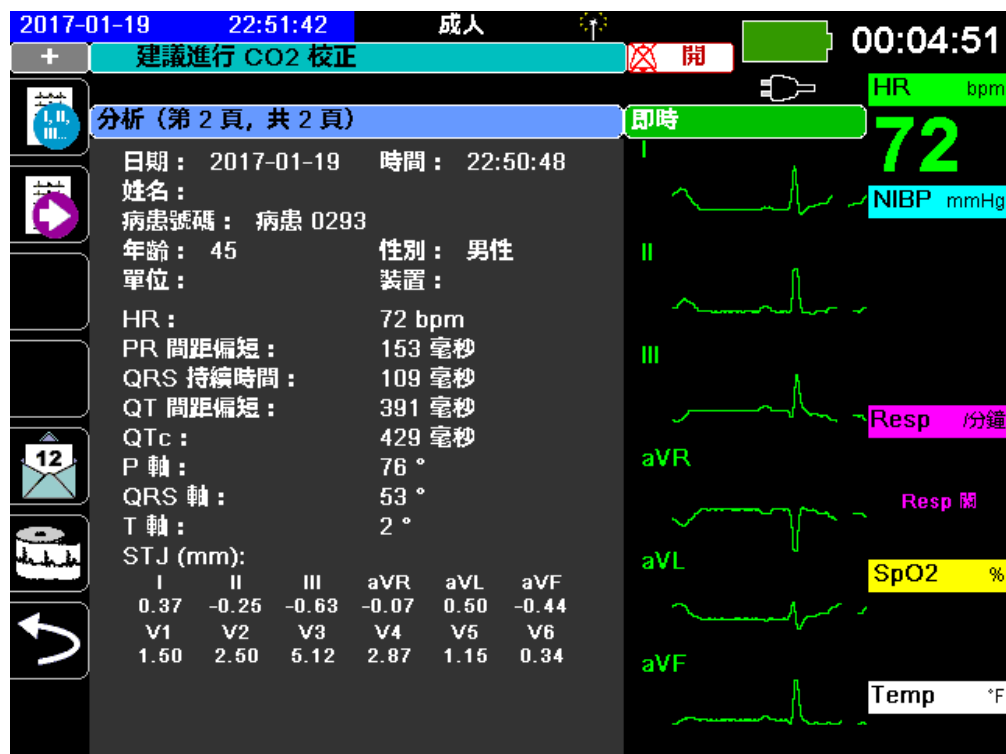 2017-01-19 22:51:42 成人
00:04:51
+ 建議進行 CO2 校正 開
HR bpm
72
分析（第 2 頁，共 2 頁）
即時
日期： 2017-01-19 時間： 22:50:48
姓名：
病患號碼： 病患 0293
年齡： 45 性別： 男性
單位： 装置：
HR： 72 bpm
PR 間距偏短： 153 毫秒
QRS 持續時間： 109 毫秒
QT 間距偏短： 391 毫秒
QTc： 429 毫秒
P 軸： 76 °
QRS 軸： 53 °
T 軸： 2 °
STJ (mm):
I II III aVR aVL aVF
0.37 -0.25 -0.63 -0.07 0.50 -0.44
V1 V2 V3 V4 V5 V6
1.50 2.50 5.12 2.87 1.15 0.34
I, II, III...
12
I
II
III
aVR
aVL
aVF
NIBP mmHg
Resp /分鐘
Resp 關
SpO2 %
Temp °F